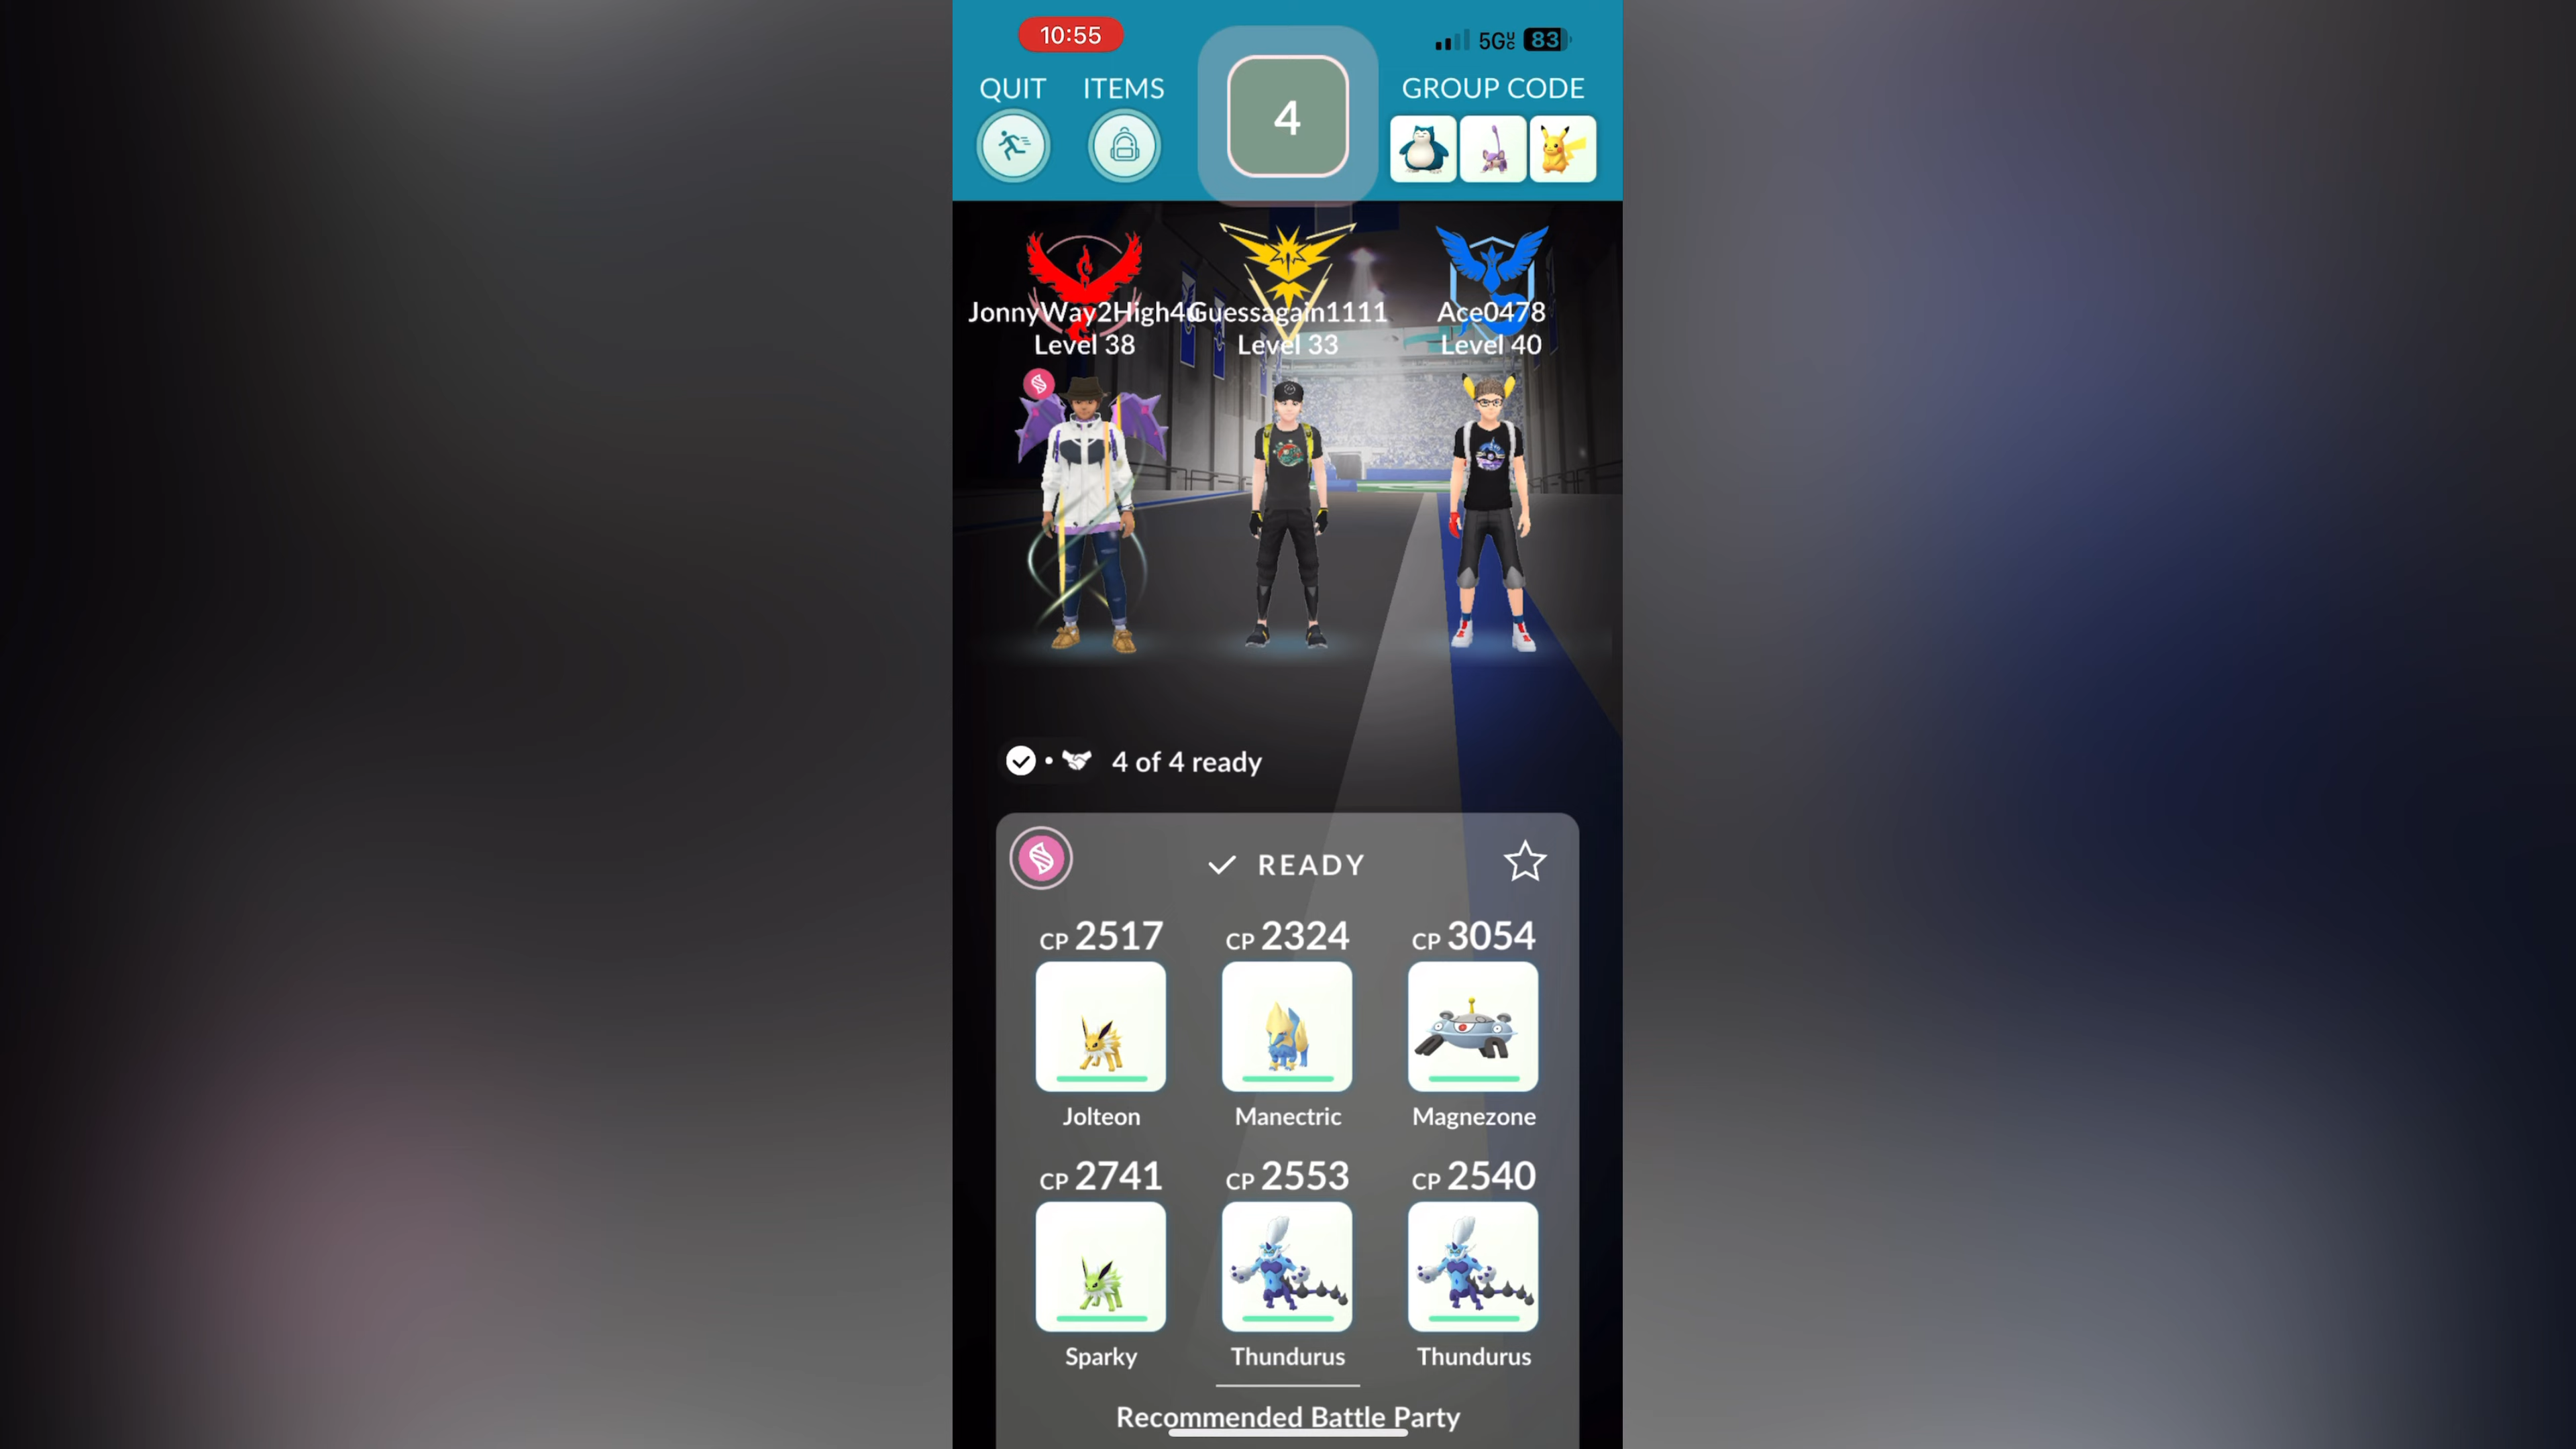 10:55
5G UC 83
QUIT ITEMS 4 GROUP CODE
JonnyWay2High4u Guessagain1111 Ace0478
Level 38 Level 33 Level 40
4 of 4 ready
READY
CP 2517 CP 2324 CP 3054
Jolteon Manectric Magnezone
CP 2741 CP 2553 CP 2540
Sparky Thundurus Thundurus
Recommended Battle Party